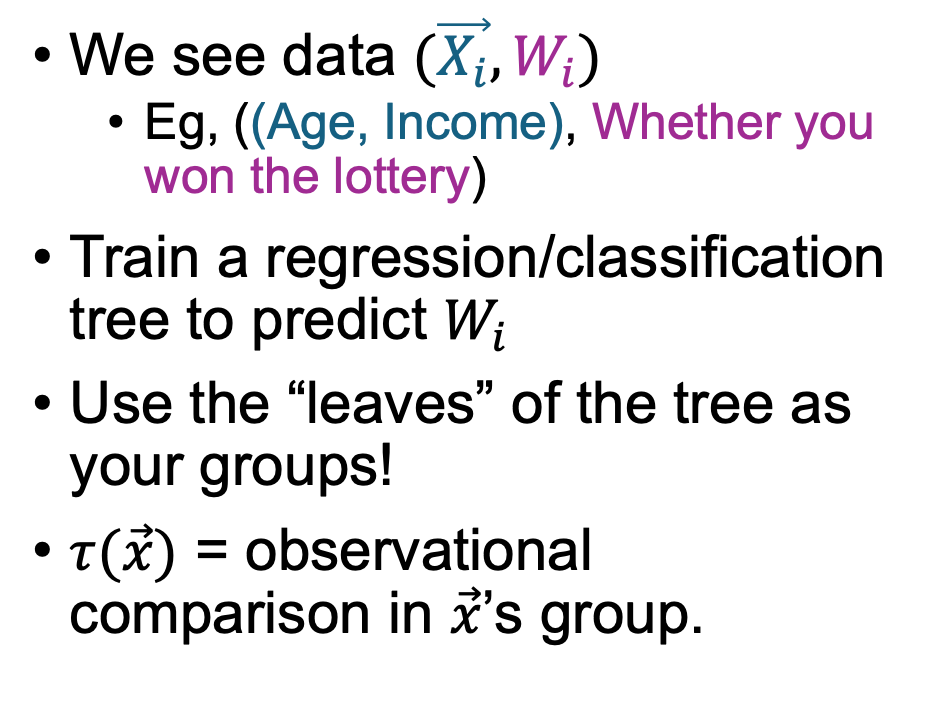 • We see data (X⃗ᵢ, Wᵢ)
• Eg, ((Age, Income), Whether you
won the lottery)
• Train a regression/classification
tree to predict Wᵢ
• Use the “leaves” of the tree as
your groups!
• τ(x⃗) = observational
comparison in x⃗’s group.